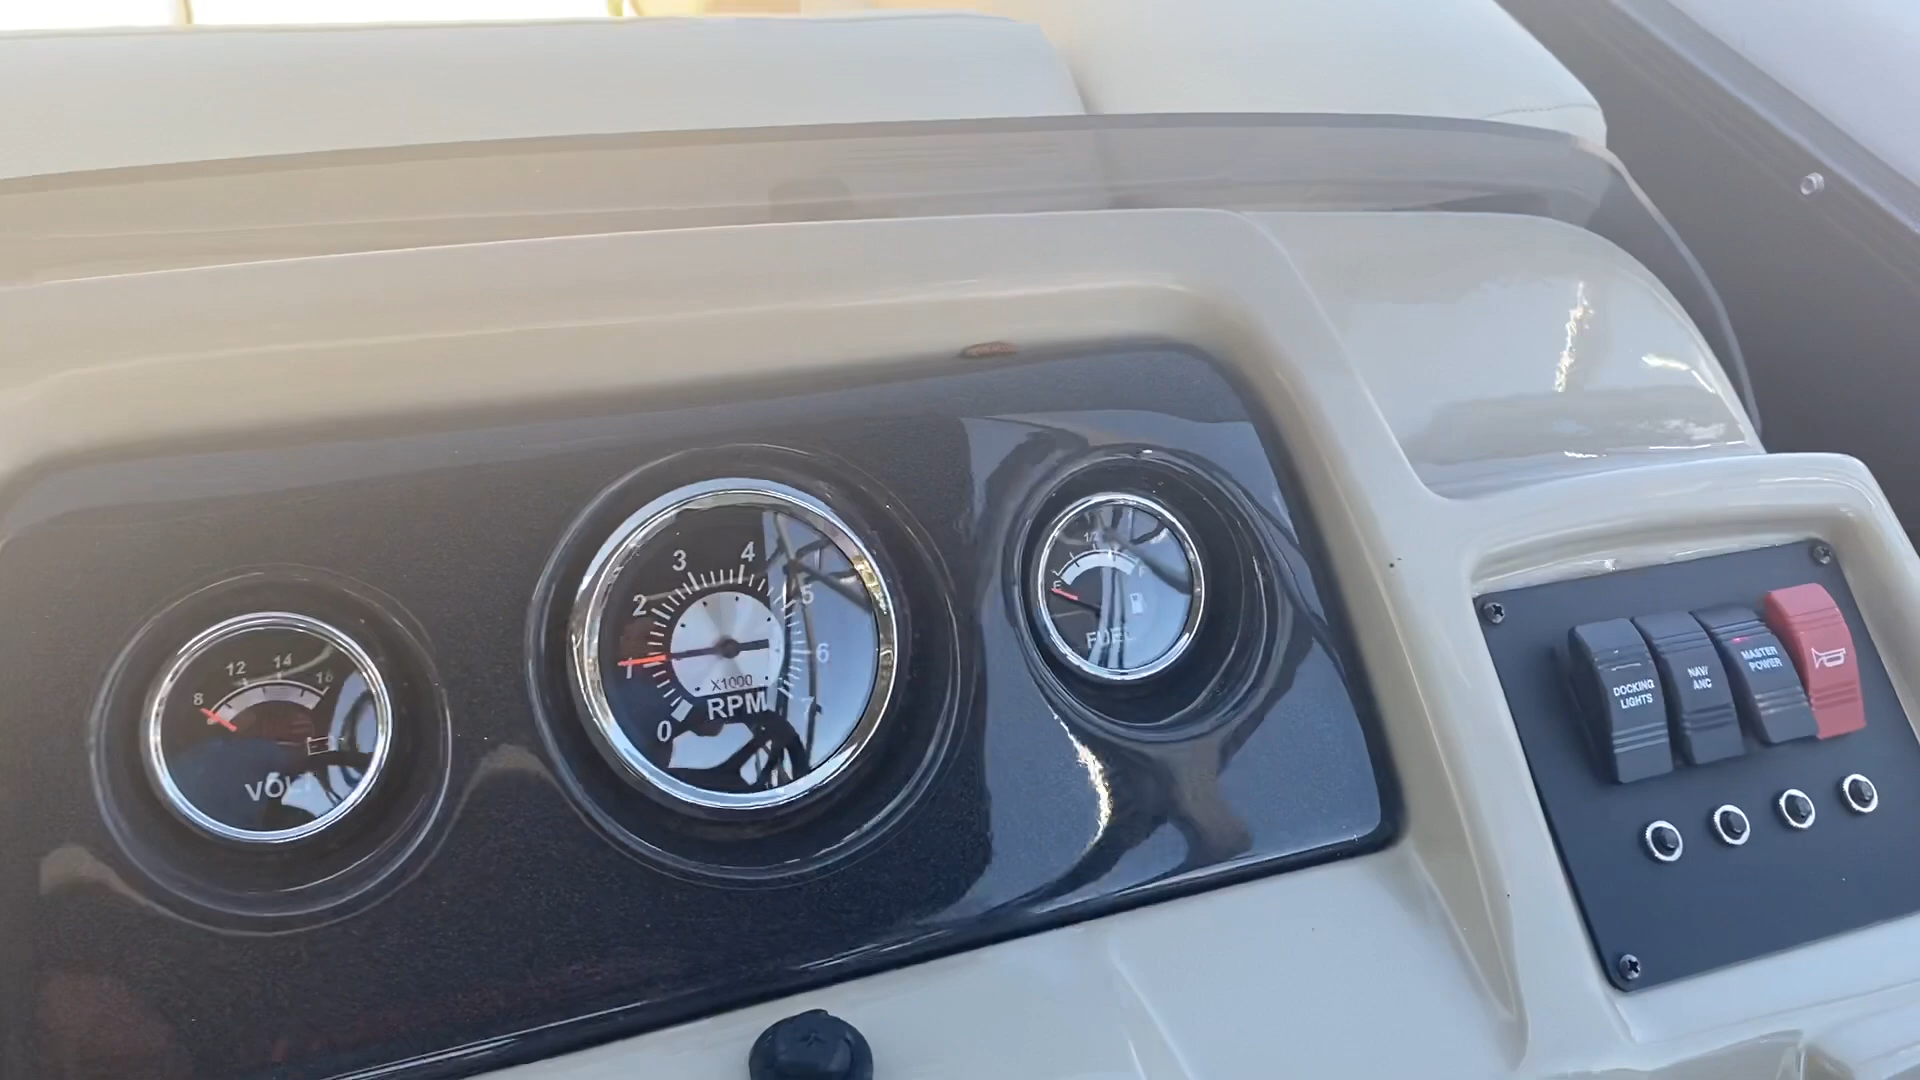 8 12 14 16
VOLT
0 1 2 3 4 5 6 7
X1000
RPM
E 1/2
FUEL
DOCKING
LIGHTS
NAV/
ANC
MASTER
POWER